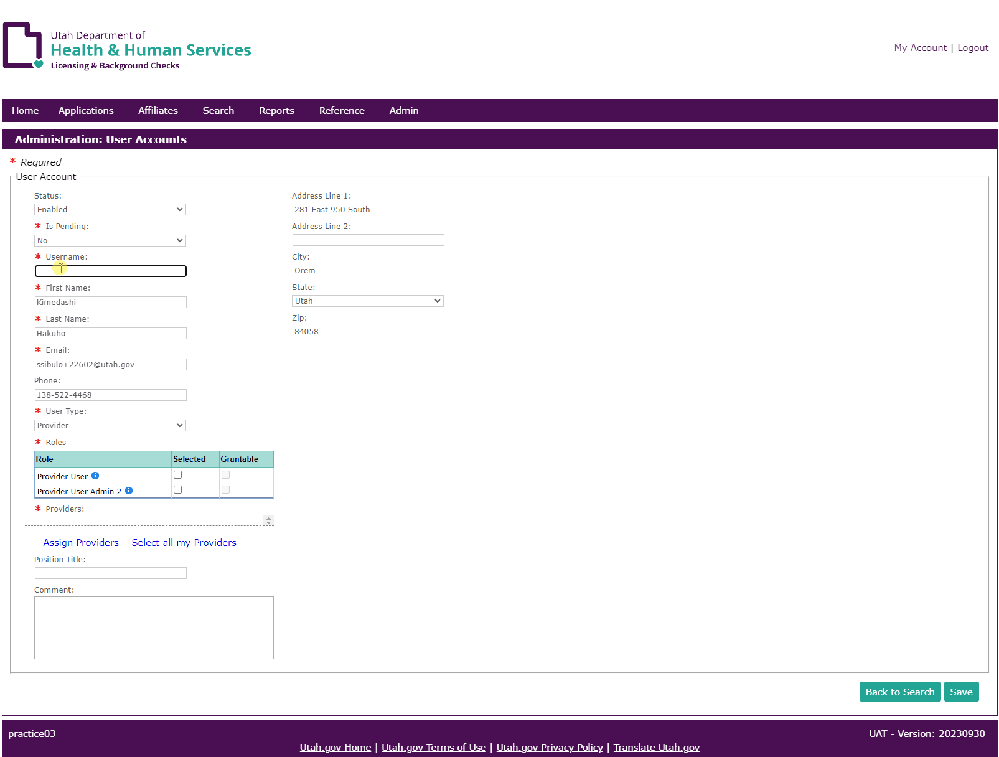 Utah Department of
Health & Human Services
Licensing & Background Checks
My Account | Logout
Home Applications Affiliates Search Reports Reference Admin
Administration: User Accounts
* Required
User Account
Status:
Enabled
* Is Pending:
No
* Username:
* First Name:
Kimedashi
* Last Name:
Hakuho
* Email:
ssibulo+22602@utah.gov
Phone:
138-522-4468
* User Type:
Provider
* Roles
Role Selected Grantable
Provider User
Provider User Admin 2
* Providers:
Assign Providers Select all my Providers
Position Title:
Comment:
Address Line 1:
281 East 950 South
Address Line 2:
City:
Orem
State:
Utah
Zip:
84058
Back to Search Save
practice03
UAT - Version: 20230930
Utah.gov Home | Utah.gov Terms of Use | Utah.gov Privacy Policy | Translate Utah.gov